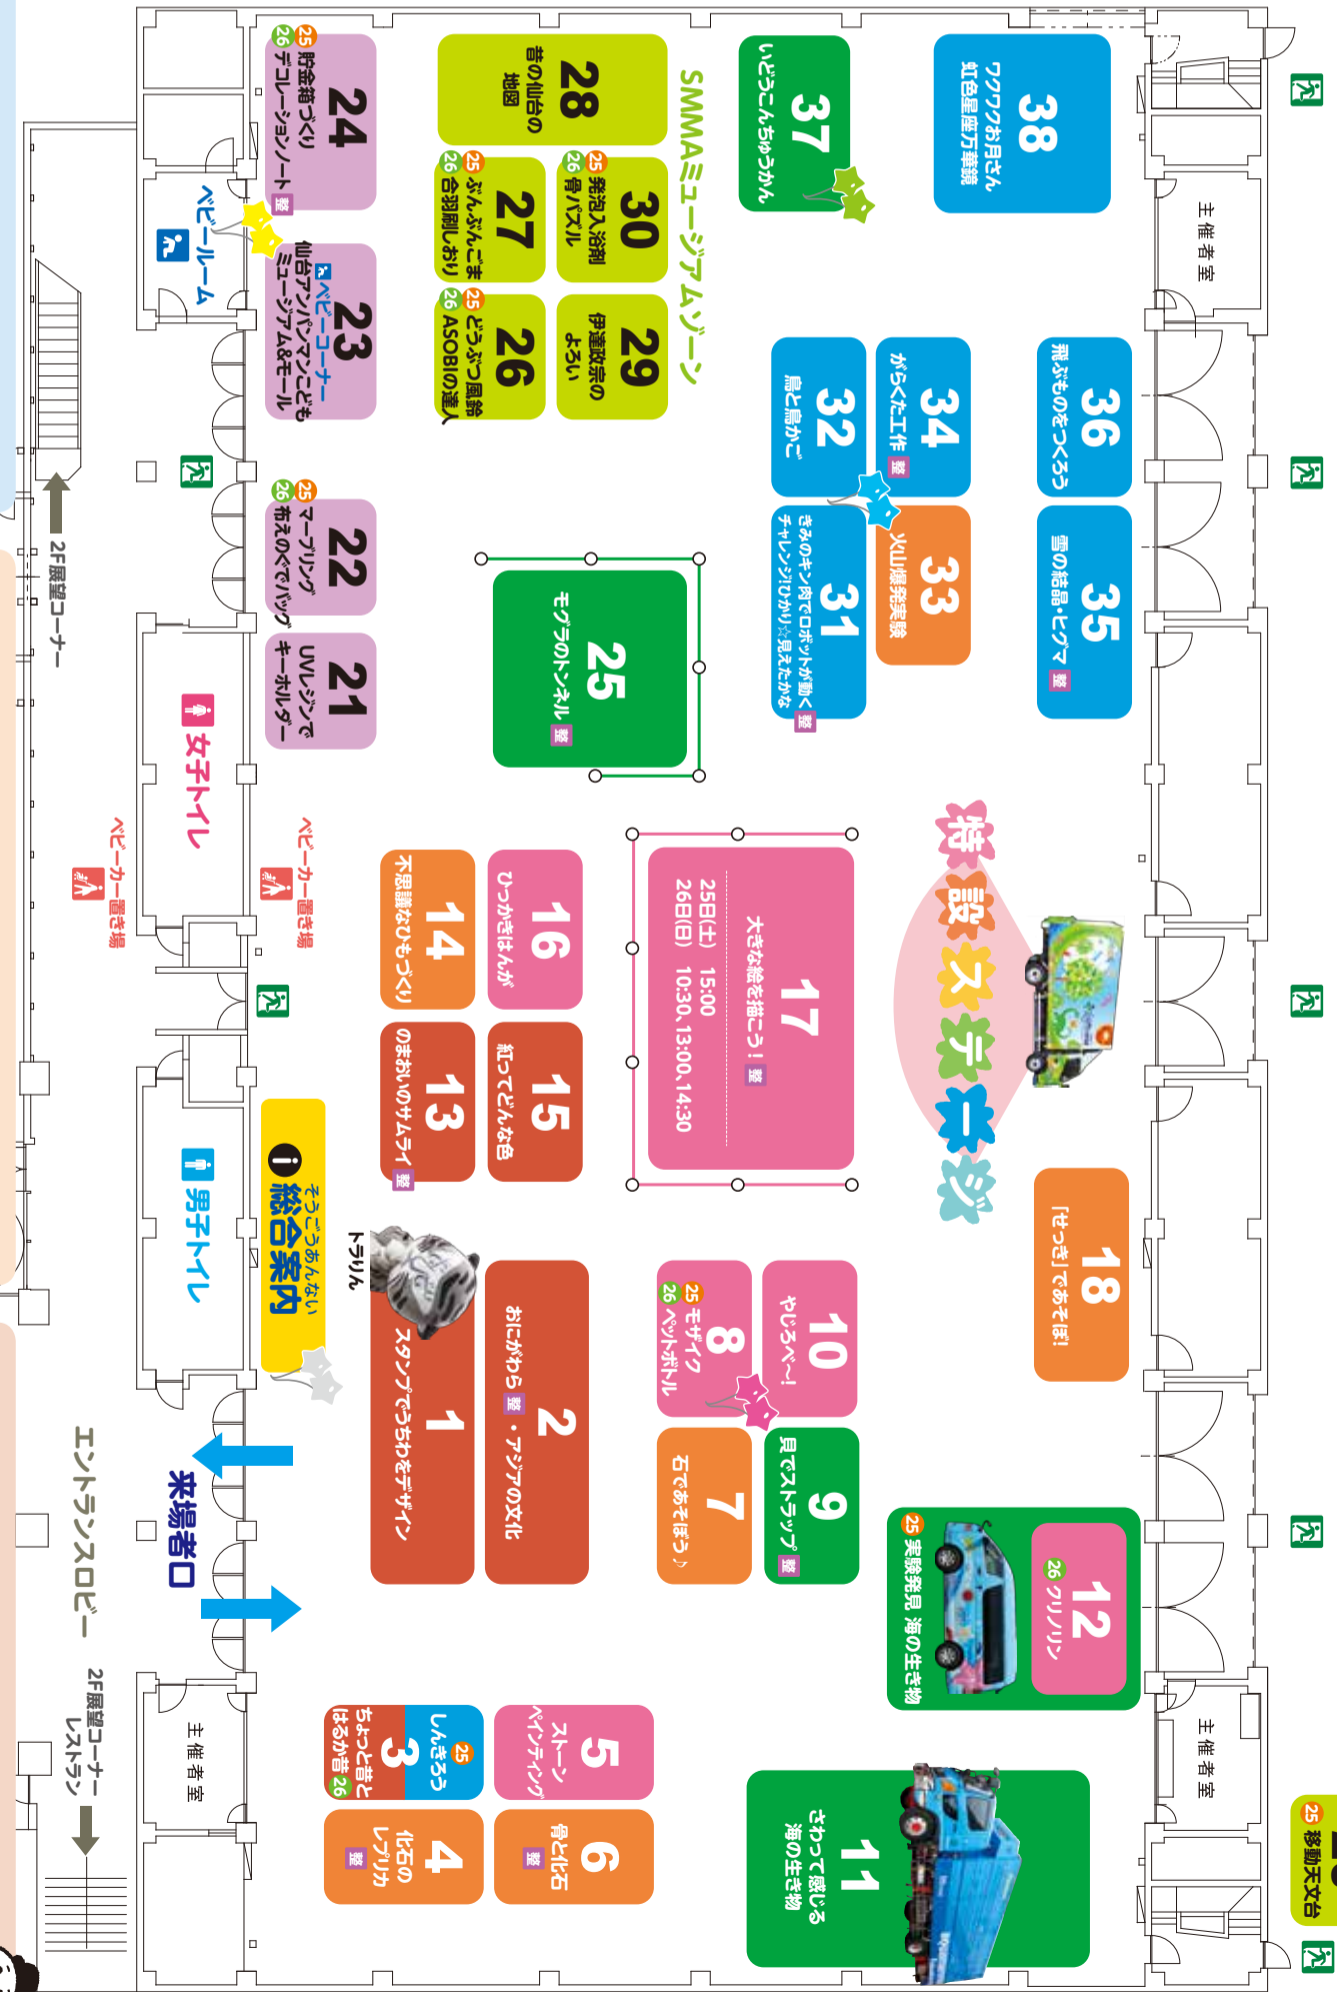 38
ワクワクお月さん
虹色星座万華鏡
37
いどうこんちゅうかん
主催者室
36
飛ぶものをつくろう
35
雪の結晶・ヒグマ 整
34
がらくた工作 整
33
火山爆発実験
32
鳥と鳥かご
31
きみのキン肉でロボットが動く
チャレンジ!ひかり☆見えたかな 整
SMMAミュージアムゾーン
28
昔の仙台の
地図
30
25 発泡入浴剤
26 骨パズル
29
伊達政宗の
よろい
27
25 ぶんぶんごま
26 合羽刷しおり
26
25 どうぶつ風鈴
26 ASOBIの達人
24
25 貯金箱づくり
26 デコレーションノート 整
23
ベビーコーナー
仙台アンパンマンこども
ミュージアム&モール
22
25 マーブリング
26 布えのぐでバッグ
21
UVレジンで
キーホルダー
ベビールーム
2F展望コーナー
女子トイレ
ベビーカー置き場
ベビーカー置き場
25
モグラのトンネル 整
特設ステージ
17
大きな絵を描こう! 整
25日(土) 15:00
26日(日) 10:30、13:00、14:30
16
ひっかきはんが
15
紅ってどんな色
14
不思議なひもづくり
13
のまおいのサムライ 整
18
「せっき」であそぼ!
そうごうあんない
i 総合案内
男子トイレ
トラりん
10
やじろべ〜!
9
貝でストラップ 整
8
25 モザイク
26 ペットボトル
7
石であそぼう♪
2
おにがわら 整・アジアの文化
1
スタンプでうちわをデザイン
12
26 クリノリン
25 実験発見 海の生き物
来場者口
エントランスロビー
2F展望コーナー
レストラン
主催者室
主催者室
11
さわって感じる
海の生き物
5
ストーン
ペインティング
6
骨と化石
整
25
しんきろう
3
ちょっと昔と
はるか昔 26
4
化石の
レプリカ
整
25 移動天文台